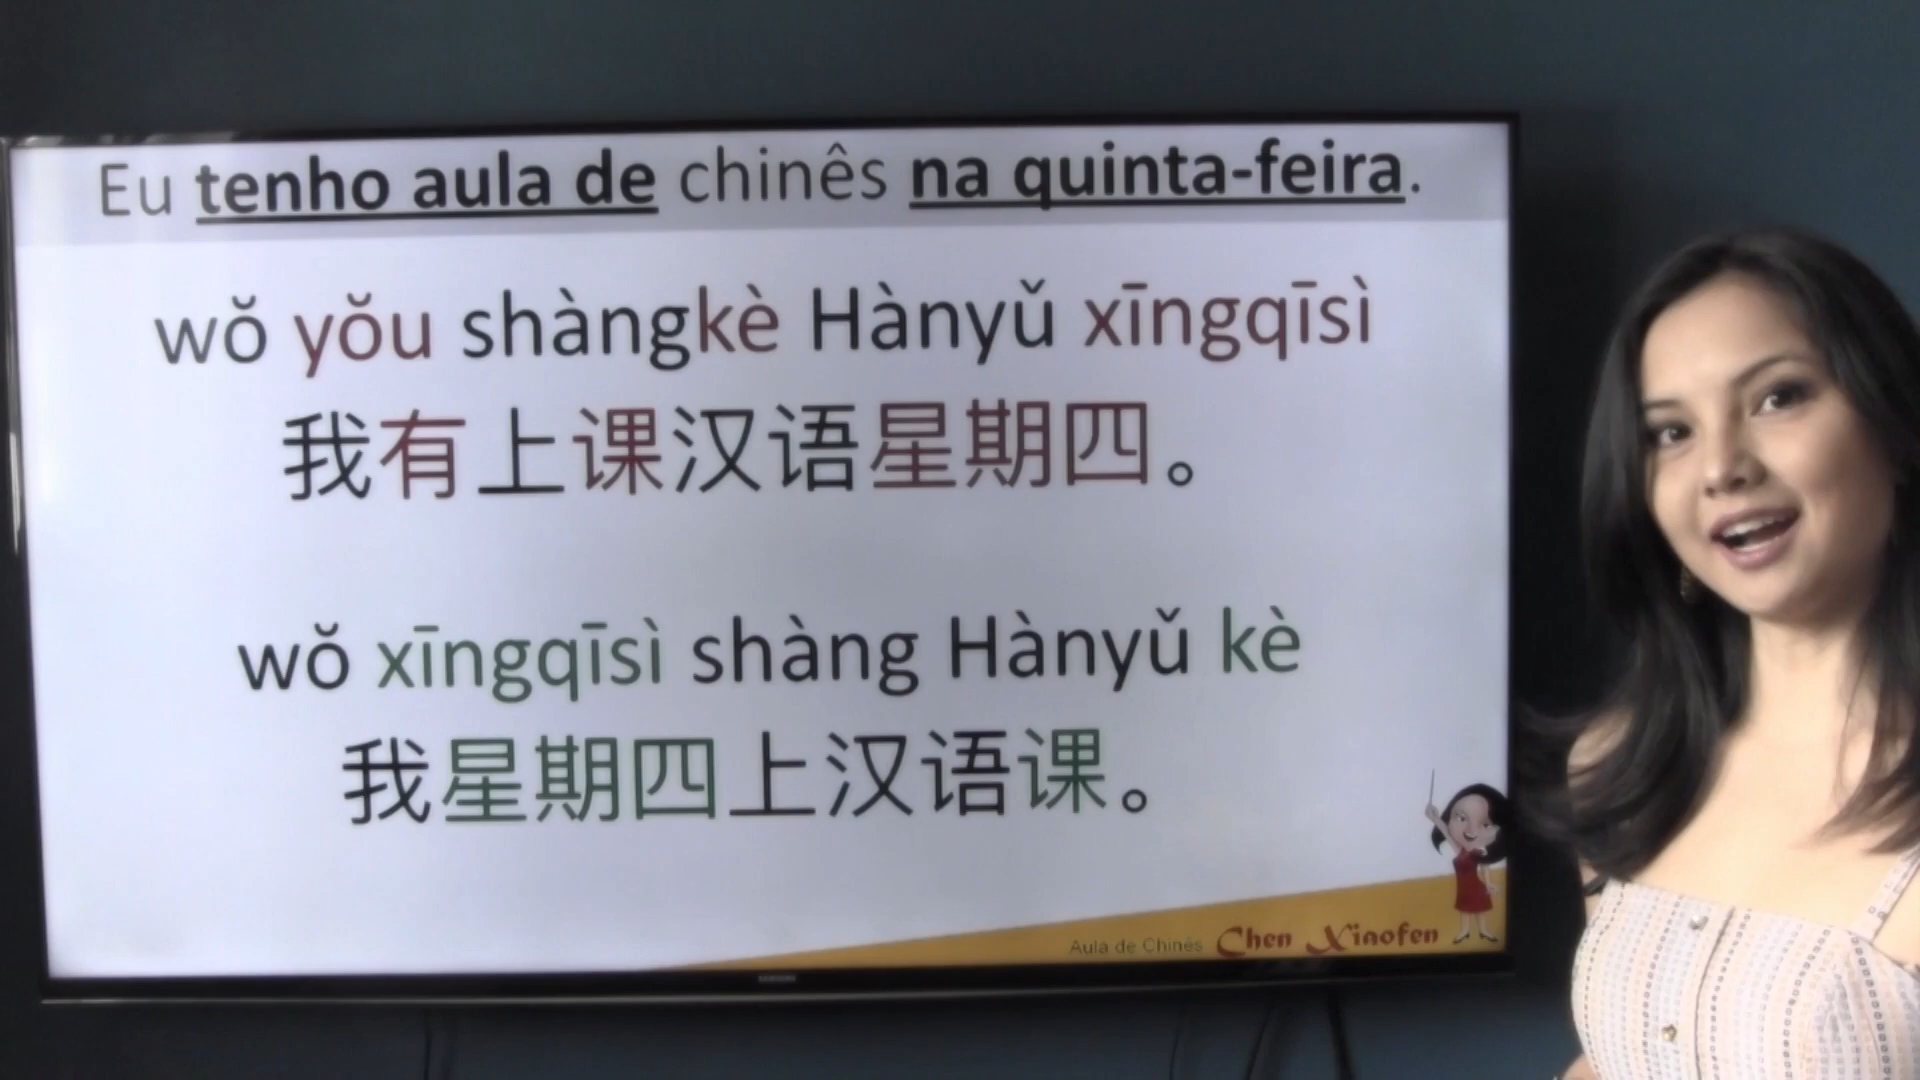 Eu tenho aula de chinês na quinta-feira.
wǒ yǒu shàngkè Hànyǔ xīngqīsì
我有上课汉语星期四。
wǒ xīngqīsì shàng Hànyǔ kè
我星期四上汉语课。
Aula de Chinês Chen Xiaofen
SAMSUNG